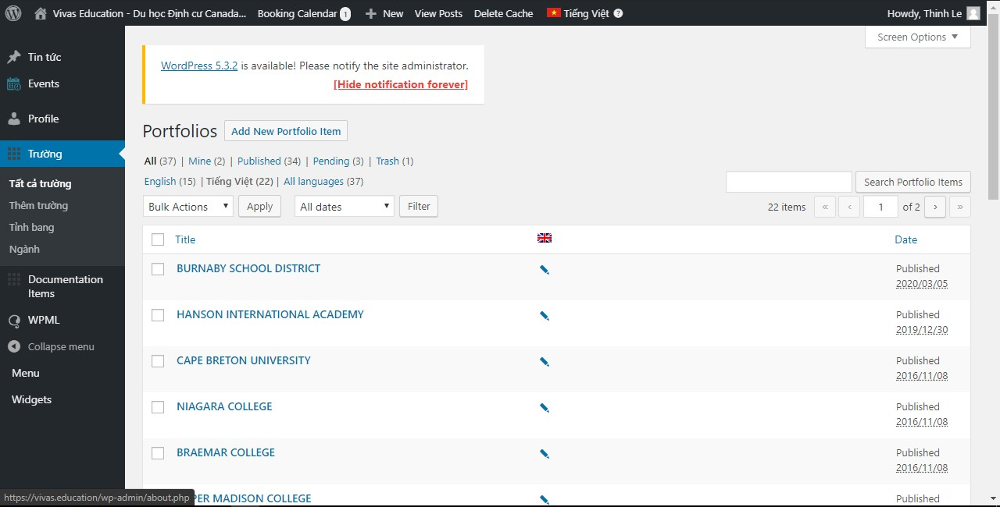 Vivas Education - Du học Định cư Canada... Booking Calendar 1 New View Posts Delete Cache Tiếng Việt ? Howdy, Thinh Le
Screen Options ▼
Tin tức
Events
Profile
Trường
Tất cả trường
Thêm trường
Tỉnh bang
Ngành
Documentation
Items
WPML
Collapse menu
Menu
Widgets
WordPress 5.3.2 is available! Please notify the site administrator.
[Hide notification forever]
Portfolios Add New Portfolio Item
All (37) | Mine (2) | Published (34) | Pending (3) | Trash (1)
English (15) | Tiếng Việt (22) | All languages (37)
Search Portfolio Items
Bulk Actions ▼ Apply All dates ▼ Filter 22 items « ‹ 1 of 2 › »
Title Date
BURNABY SCHOOL DISTRICT Published
2020/03/05
HANSON INTERNATIONAL ACADEMY Published
2019/12/30
CAPE BRETON UNIVERSITY Published
2016/11/08
NIAGARA COLLEGE Published
2016/11/08
BRAEMAR COLLEGE Published
2016/11/08
PER MADISON COLLEGE Published
https://vivas.education/wp-admin/about.php